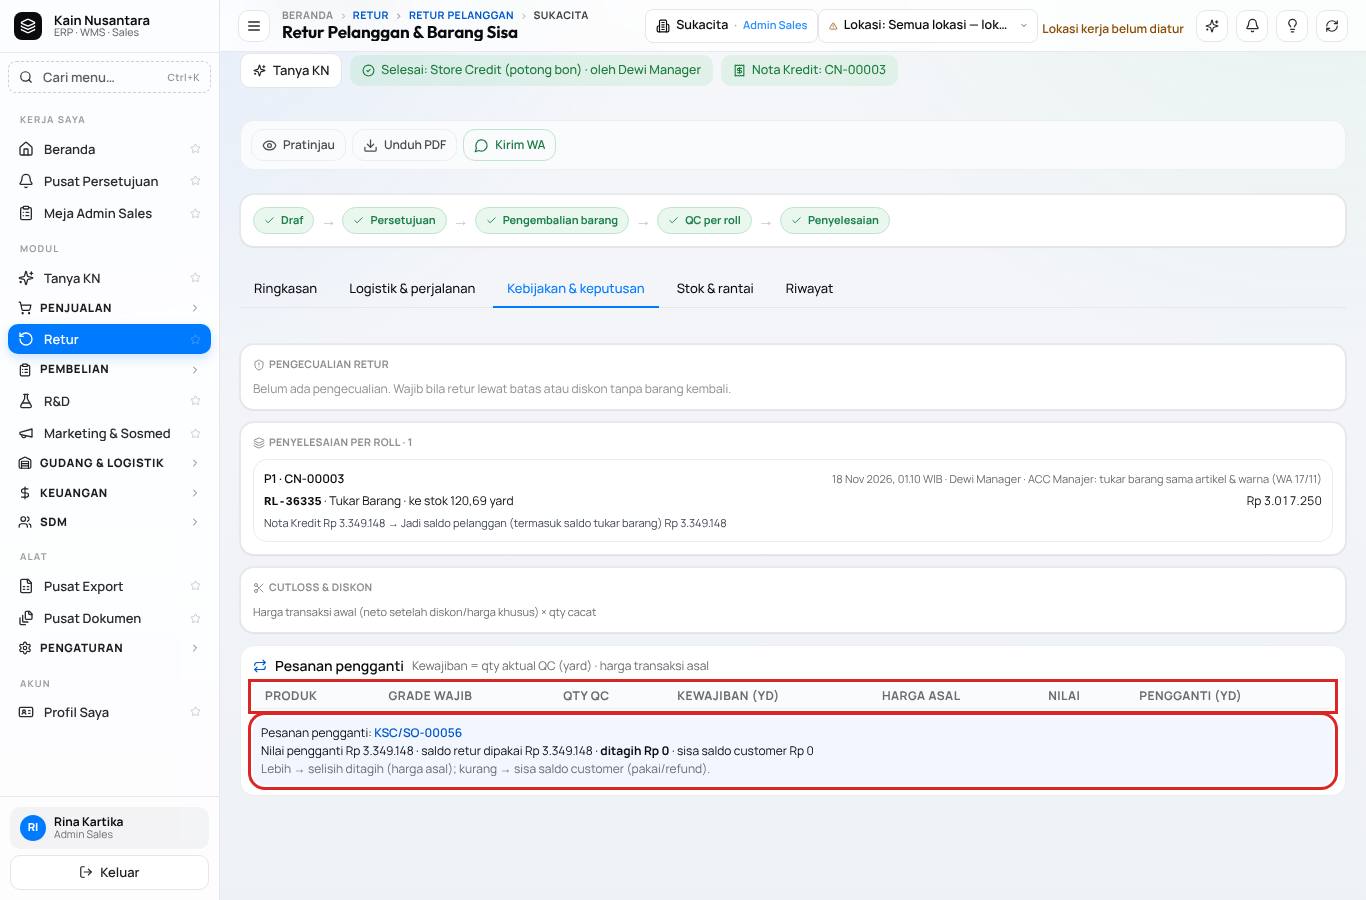 Kain Nusantara
ERP · WMS · Sales
Cari menu... Ctrl+K
KERJA SAYA
Beranda
Pusat Persetujuan
Meja Admin Sales
MODUL
Tanya KN
PENJUALAN
Retur
PEMBELIAN
R&D
Marketing & Sosmed
GUDANG & LOGISTIK
KEUANGAN
SDM
ALAT
Pusat Export
Pusat Dokumen
PENGATURAN
AKUN
Profil Saya
RI
Rina Kartika
Admin Sales
Keluar
BERANDA > RETUR > RETUR PELANGGAN > SUKACITA
Retur Pelanggan & Barang Sisa
Sukacita · Admin Sales
Lokasi: Semua lokasi — lok...
Lokasi kerja belum diatur
Tanya KN
Selesai: Store Credit (potong bon) · oleh Dewi Manager
Nota Kredit: CN-00003
Pratinjau
Unduh PDF
Kirim WA
Draf → Persetujuan → Pengembalian barang → QC per roll → Penyelesaian
Ringkasan
Logistik & perjalanan
Kebijakan & keputusan
Stok & rantai
Riwayat
PENGECUALIAN RETUR
Belum ada pengecualian. Wajib bila retur lewat batas atau diskon tanpa barang kembali.
PENYELESAIAN PER ROLL · 1
P1 · CN-00003 18 Nov 2026, 01.10 WIB · Dewi Manager · ACC Manajer: tukar barang sama artikel & warna (WA 17/11)
RL-36335 · Tukar Barang · ke stok 120,69 yard Rp 3.017.250
Nota Kredit Rp 3.349.148 → Jadi saldo pelanggan (termasuk saldo tukar barang) Rp 3.349.148
CUTLOSS & DISKON
Harga transaksi awal (neto setelah diskon/harga khusus) × qty cacat
Pesanan pengganti Kewajiban = qty aktual QC (yard) · harga transaksi asal
PRODUK GRADE WAJIB QTY QC KEWAJIBAN (YD) HARGA ASAL NILAI PENGGANTI (YD)
Pesanan pengganti: KSC/SO-00056
Nilai pengganti Rp 3.349.148 · saldo retur dipakai Rp 3.349.148 · ditagih Rp 0 · sisa saldo customer Rp 0
Lebih → selisih ditagih (harga asal); kurang → sisa saldo customer (pakai/refund).